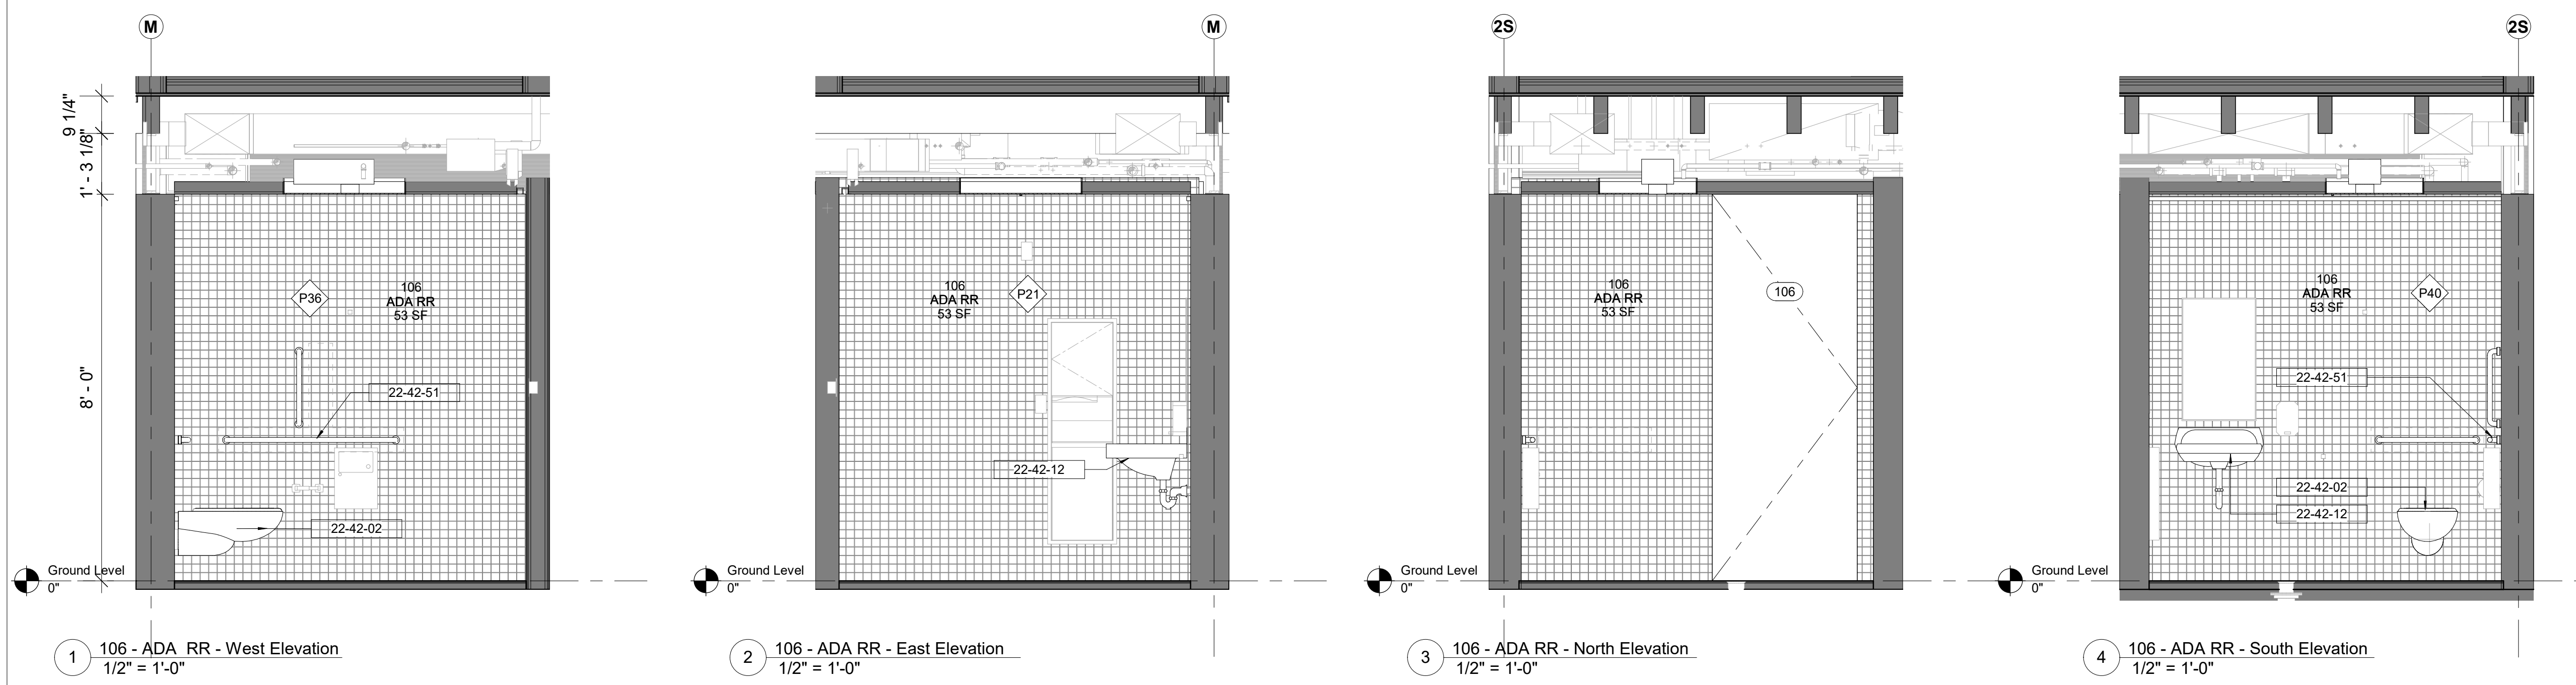 M
9 1/4"
1' - 3 1/8"
8' - 0"
P36
106
ADA RR
53 SF
22-42-51
22-42-02
Ground Level
0"
1
106 - ADA RR - West Elevation
1/2" = 1'-0"
M
106
ADA RR
53 SF
P21
22-42-12
Ground Level
0"
2
106 - ADA RR - East Elevation
1/2" = 1'-0"
2S
106
ADA RR
53 SF
106
Ground Level
0"
3
106 - ADA RR - North Elevation
1/2" = 1'-0"
2S
106
ADA RR
53 SF
P40
22-42-51
22-42-02
22-42-12
Ground Level
0"
4
106 - ADA RR - South Elevation
1/2" = 1'-0"